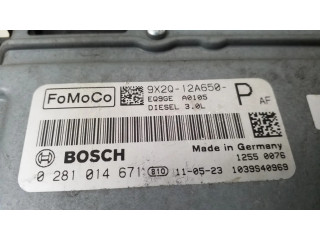 FoMoCo
9X2Q-12A650-
P
AF
EQ9GE A0105
DIESEL 3.0L
BOSCH
Made in Germany
1255 0076
0 281 014 671
11-05-23
1039S40969